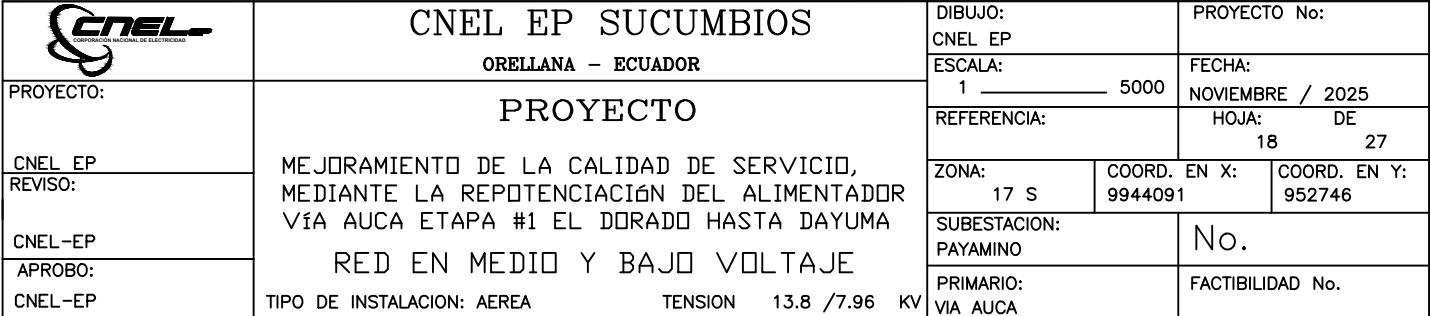 CNEL
CORPORACIÓN NACIONAL DE ELECTRICIDAD
CNEL EP SUCUMBIOS
ORELLANA - ECUADOR
DIBUJO:
CNEL EP
PROYECTO No:
ESCALA:
1 ________ 5000
FECHA:
NOVIEMBRE / 2025
PROYECTO:
CNEL EP
PROYECTO
MEJORAMIENTO DE LA CALIDAD DE SERVICIO,
MEDIANTE LA REPOTENCIACIóN DEL ALIMENTADOR
VíA AUCA ETAPA #1 EL DORADO HASTA DAYUMA
RED EN MEDIO Y BAJO VOLTAJE
TIPO DE INSTALACION: AEREA TENSION 13.8 /7.96 KV
REFERENCIA:
HOJA: DE
18 27
REVISO:
CNEL-EP
ZONA:
17 S
COORD. EN X:
9944091
COORD. EN Y:
952746
SUBESTACION:
PAYAMINO
No.
APROBO:
CNEL-EP
PRIMARIO:
VIA AUCA
FACTIBILIDAD No.